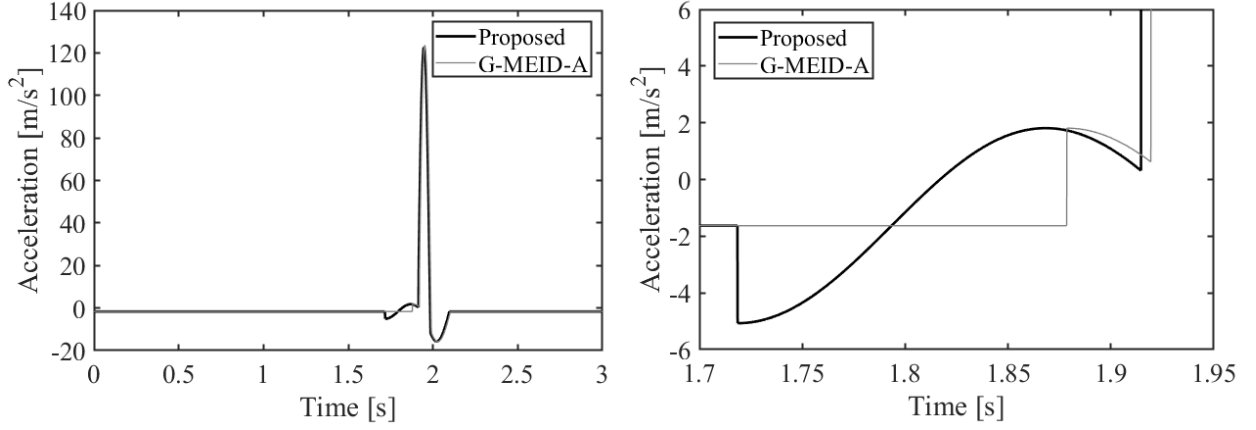 140
120
100
80
60
40
20
0
-20
Acceleration [m/s²]
Proposed
G-MEID-A
0 0.5 1 1.5 2 2.5 3
Time [s]
6
4
2
0
-2
-4
-6
Acceleration [m/s²]
Proposed
G-MEID-A
1.7 1.75 1.8 1.85 1.9 1.95
Time [s]